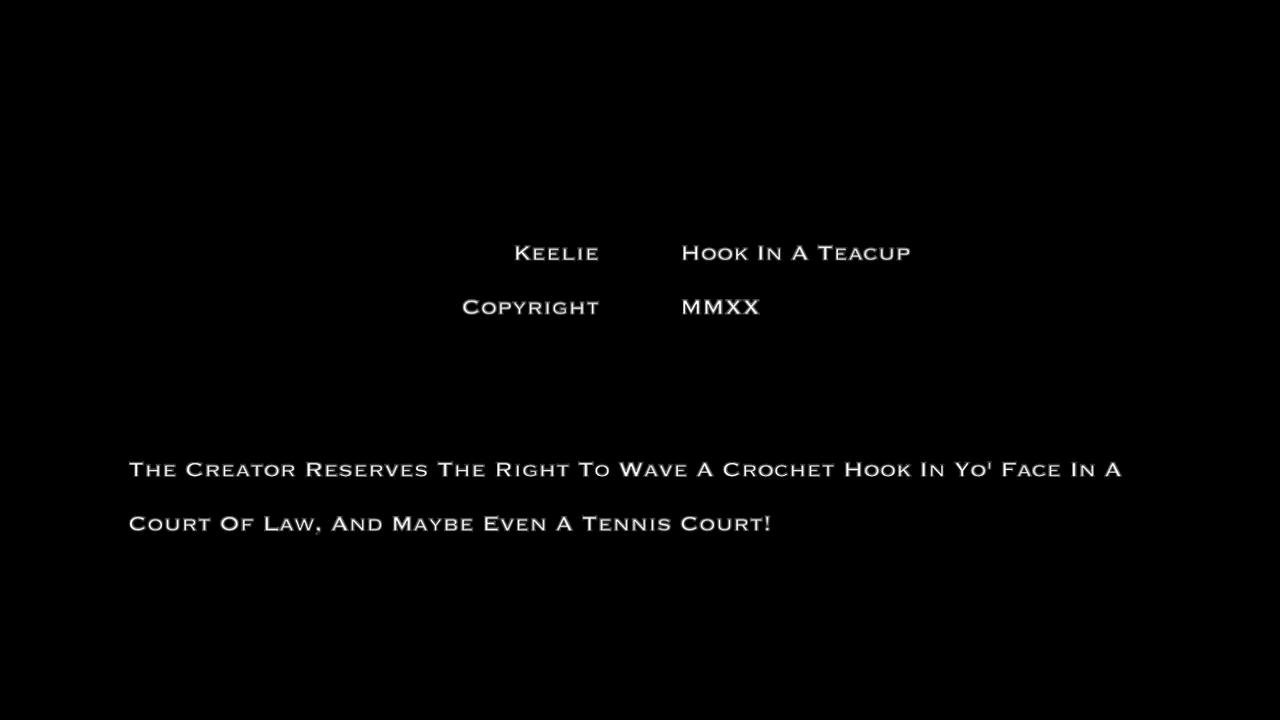 Keelie Hook In A Teacup
Copyright MMXX
The Creator Reserves The Right To Wave A Crochet Hook In Yo' Face In A
Court Of Law, And Maybe Even A Tennis Court!